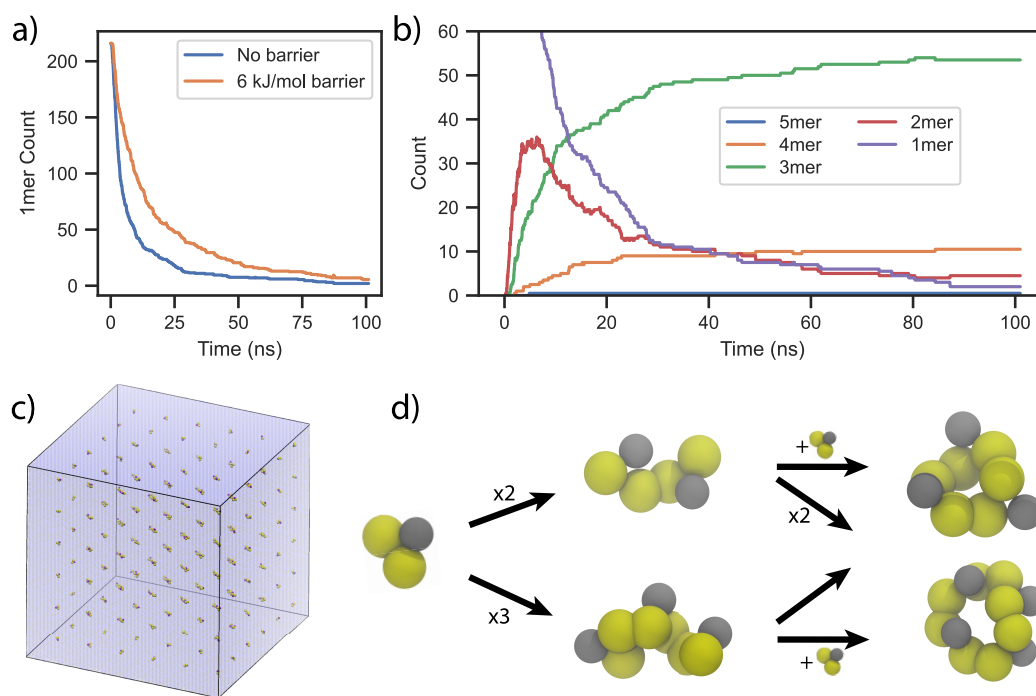 a)
1mer Count
200
150
100
50
0
No barrier
6 kJ/mol barrier
0
25
50
75
100
Time (ns)
b)
Count
60
50
40
30
20
10
0
5mer
4mer
3mer
2mer
1mer
0
20
40
60
80
100
Time (ns)
c)
d)
x2
x3
+
x2
+